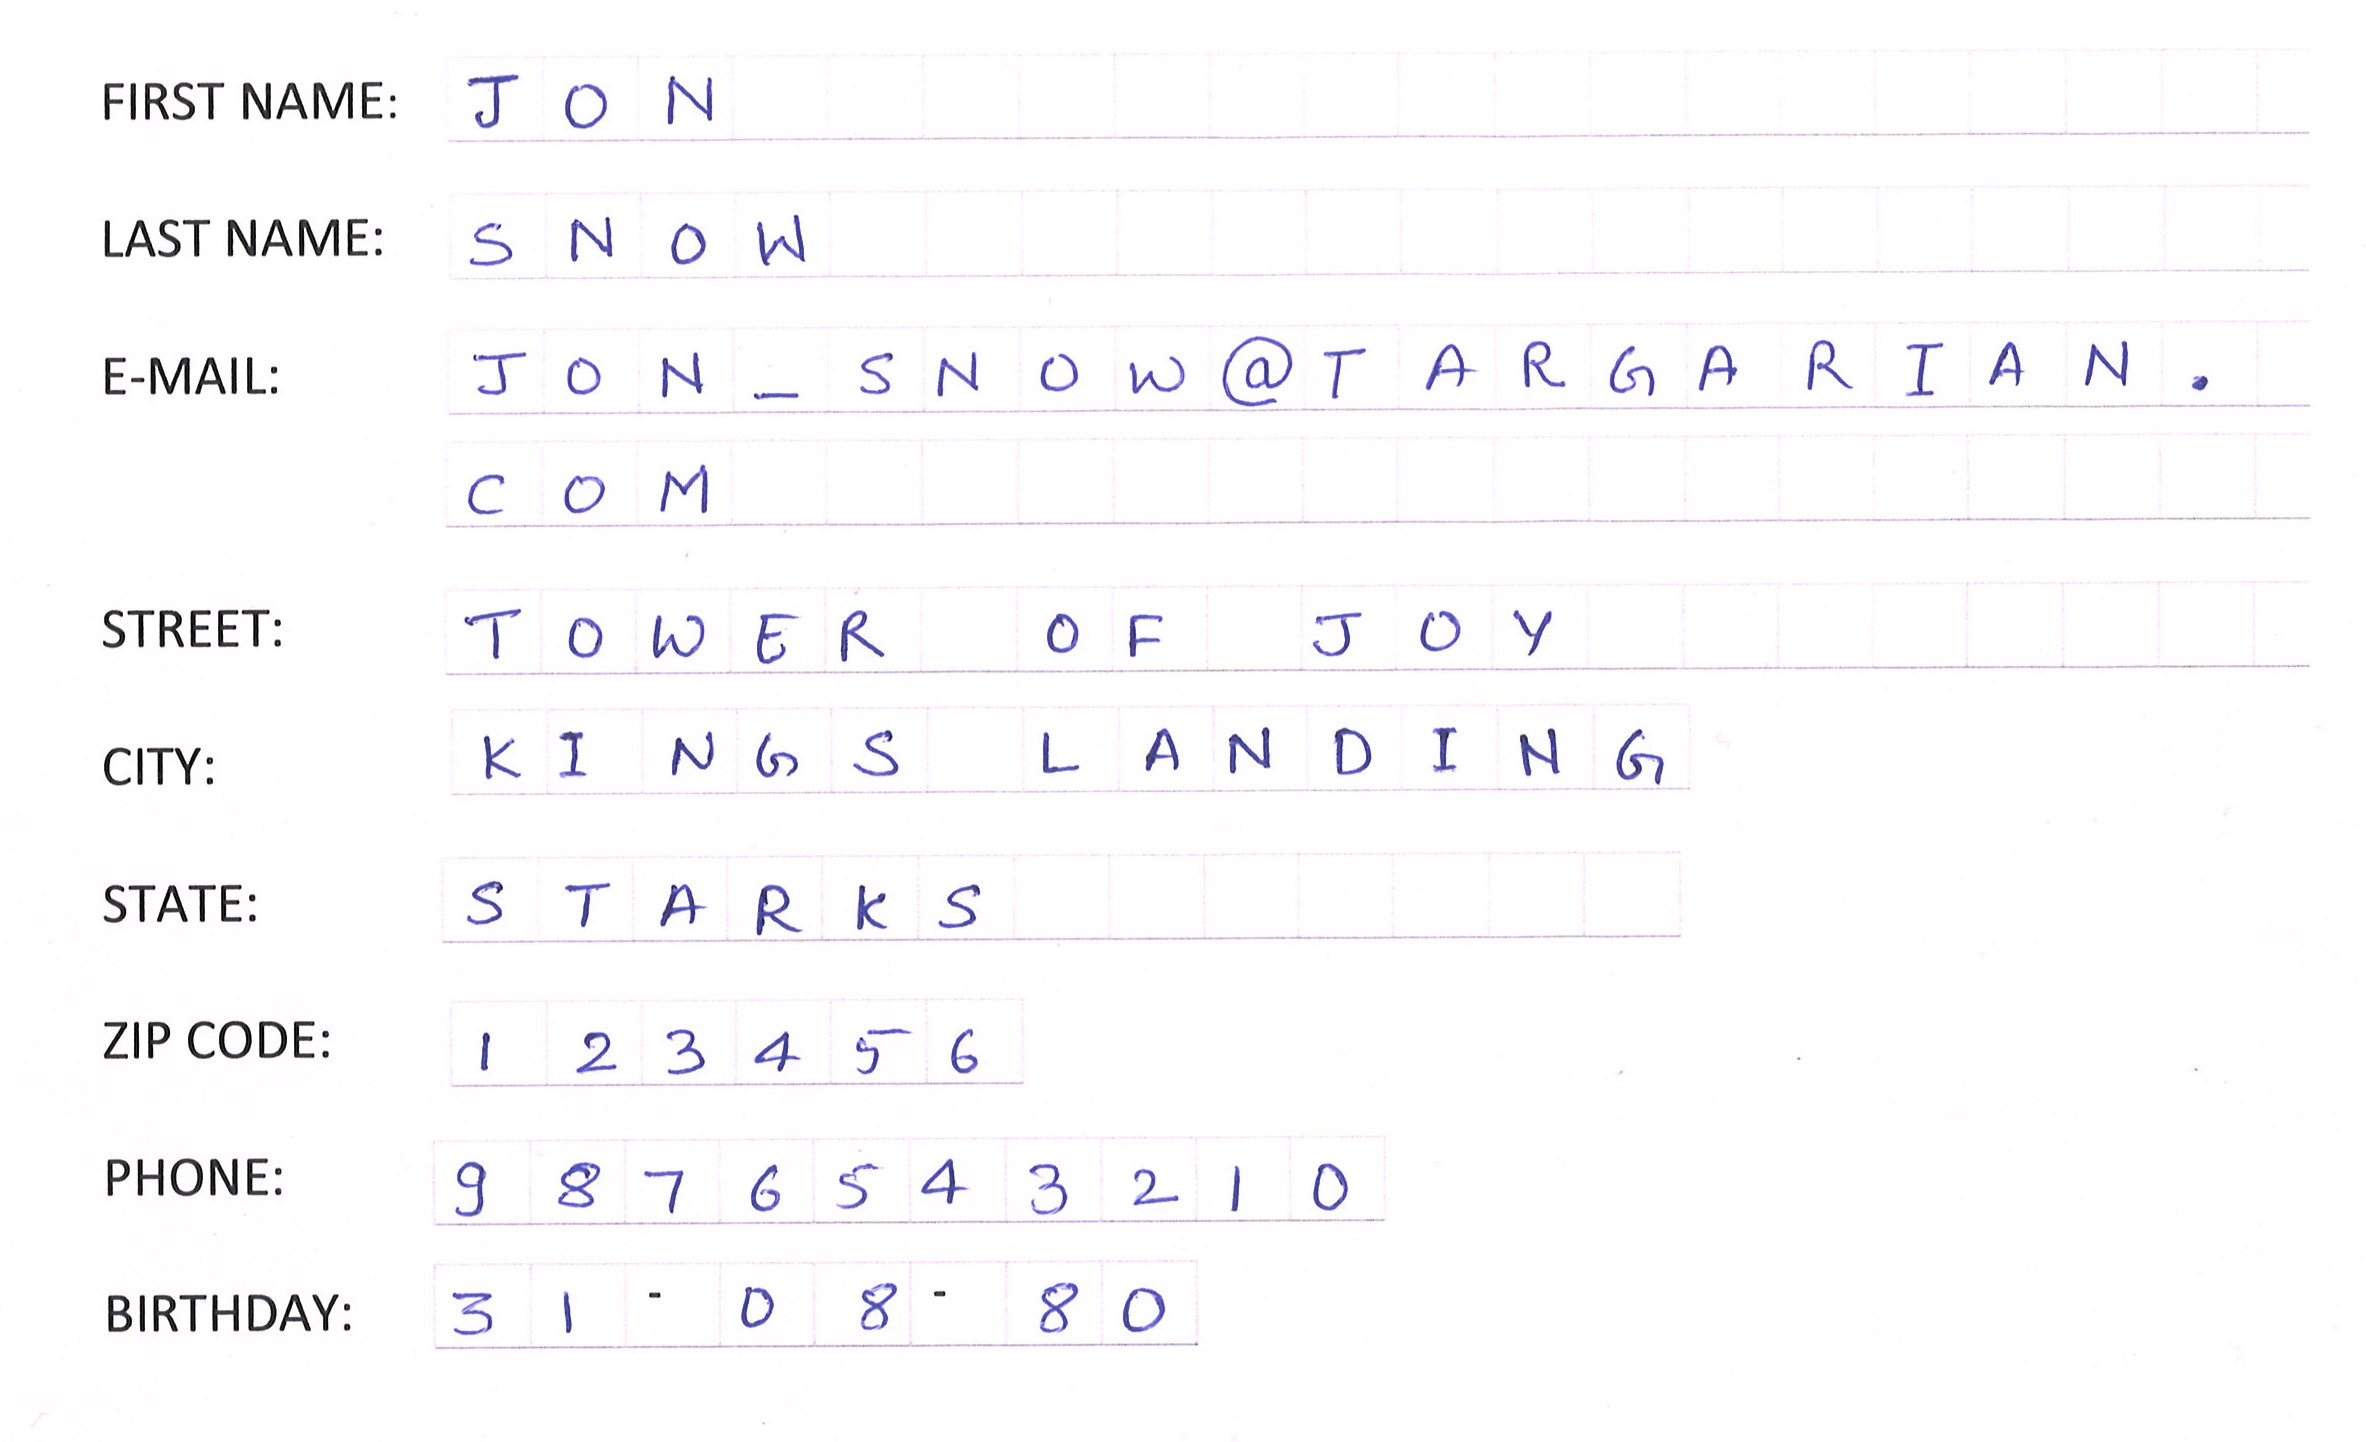 FIRST NAME: JON
LAST NAME: SNOW
E-MAIL: JON_SNOW@TARGARIAN.
COM
STREET: TOWER OF JOY
CITY: KINGS LANDING
STATE: STARKS
ZIP CODE: 123456
PHONE: 9876543210
BIRTHDAY: 31-08-80